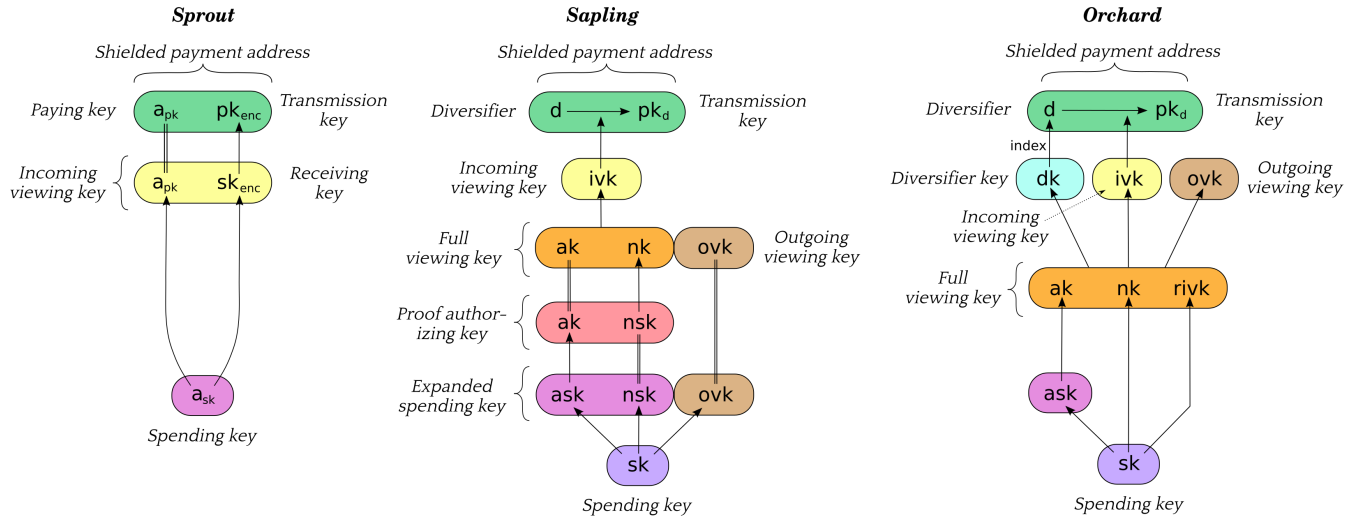 Sprout
Shielded payment address
Paying key
a_pk pk_enc
Transmission
key
Incoming
viewing key
a_pk sk_enc
Receiving
key
a_sk
Spending key
Sapling
Shielded payment address
Diversifier
d pk_d
Transmission
key
Incoming
viewing key
ivk
Full
viewing key
ak nk ovk
Outgoing
viewing key
Proof author-
izing key
ak nsk
Expanded
spending key
ask nsk ovk
sk
Spending key
Orchard
Shielded payment address
Diversifier
d pk_d
Transmission
key
index
Diversifier key
dk ivk ovk
Outgoing
viewing key
Incoming
viewing key
Full
viewing key
ak nk rivk
ask
sk
Spending key